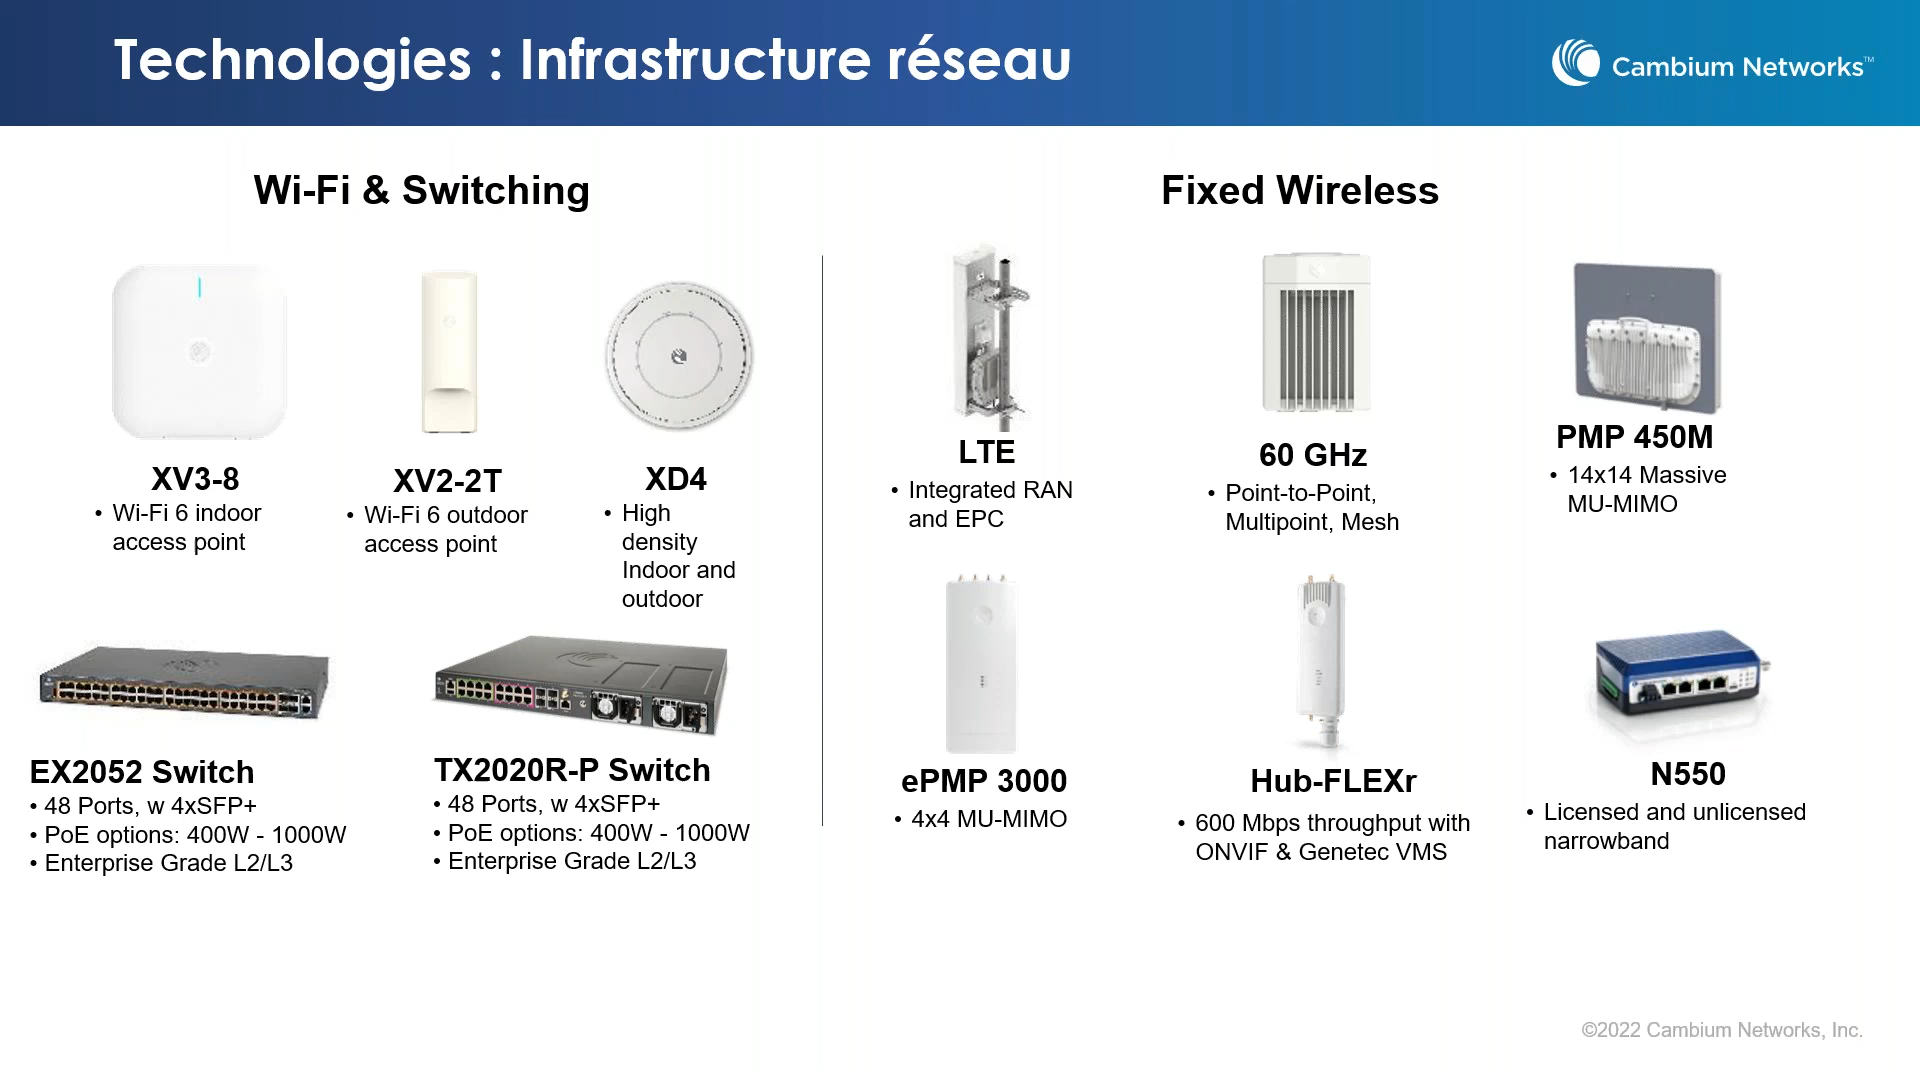 Technologies : Infrastructure réseau
Cambium Networks™
Wi-Fi & Switching
XV3-8
• Wi-Fi 6 indoor
access point
XV2-2T
• Wi-Fi 6 outdoor
access point
XD4
• High
density
Indoor and
outdoor
EX2052 Switch
• 48 Ports, w 4xSFP+
• PoE options: 400W - 1000W
• Enterprise Grade L2/L3
TX2020R-P Switch
• 48 Ports, w 4xSFP+
• PoE options: 400W - 1000W
• Enterprise Grade L2/L3
Fixed Wireless
LTE
• Integrated RAN
and EPC
60 GHz
• Point-to-Point,
Multipoint, Mesh
PMP 450M
• 14x14 Massive
MU-MIMO
ePMP 3000
• 4x4 MU-MIMO
Hub-FLEXr
• 600 Mbps throughput with
ONVIF & Genetec VMS
N550
• Licensed and unlicensed
narrowband
©2022 Cambium Networks, Inc.